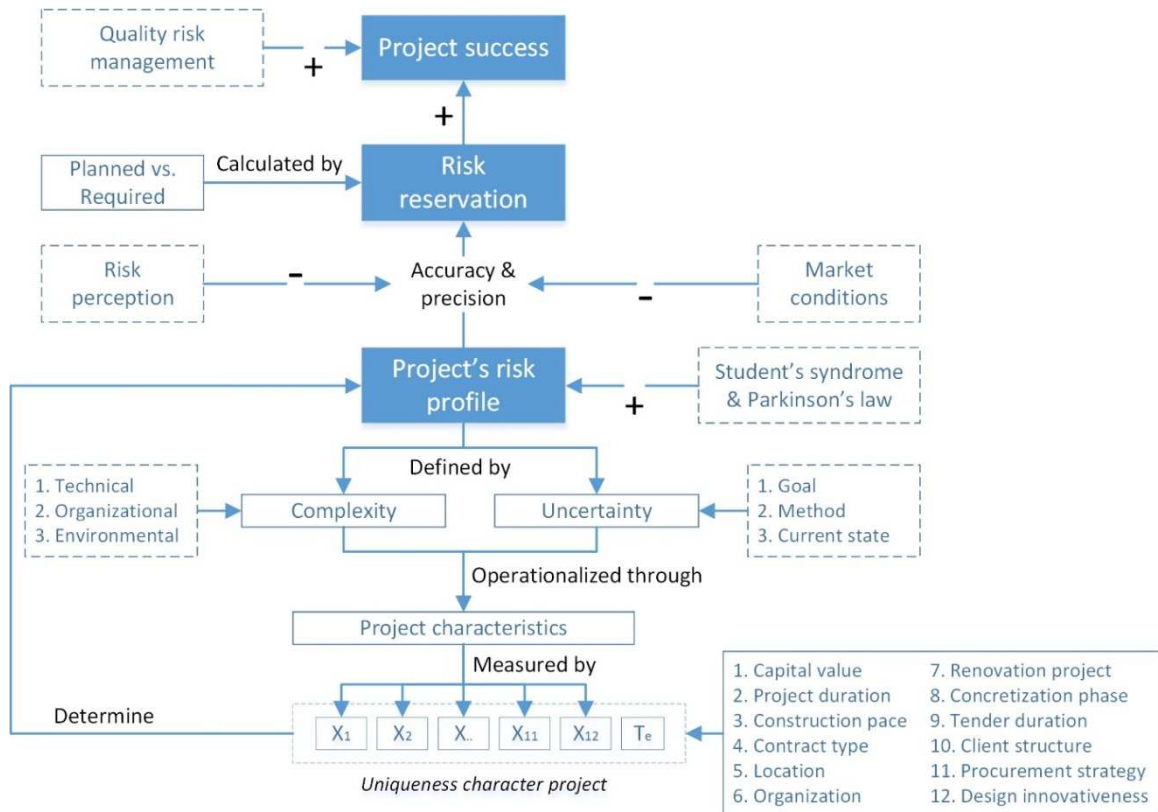 Quality risk
management
+
Project success
+
Planned vs.
Required
Calculated by
Risk
reservation
Risk
perception
-
Accuracy &
precision
-
Market
conditions
Project's risk
profile
+
Student's syndrome
& Parkinson's law
Defined by
1. Technical
2. Organizational
3. Environmental
Complexity
Uncertainty
1. Goal
2. Method
3. Current state
Operationalized through
Project characteristics
Measured by
Determine
X1 X2 X.. X11 X12 Te
Uniqueness character project
1. Capital value
2. Project duration
3. Construction pace
4. Contract type
5. Location
6. Organization
7. Renovation project
8. Concretization phase
9. Tender duration
10. Client structure
11. Procurement strategy
12. Design innovativeness